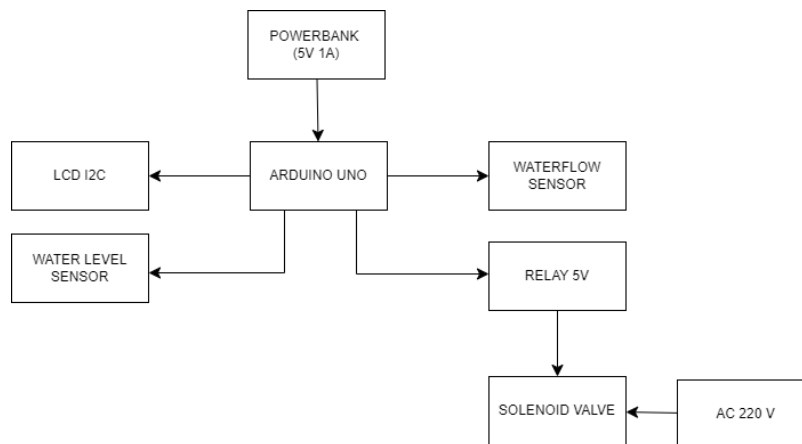 POWERBANK
(5V 1A)
LCD I2C
ARDUINO UNO
WATERFLOW
SENSOR
WATER LEVEL
SENSOR
RELAY 5V
SOLENOID VALVE
AC 220 V